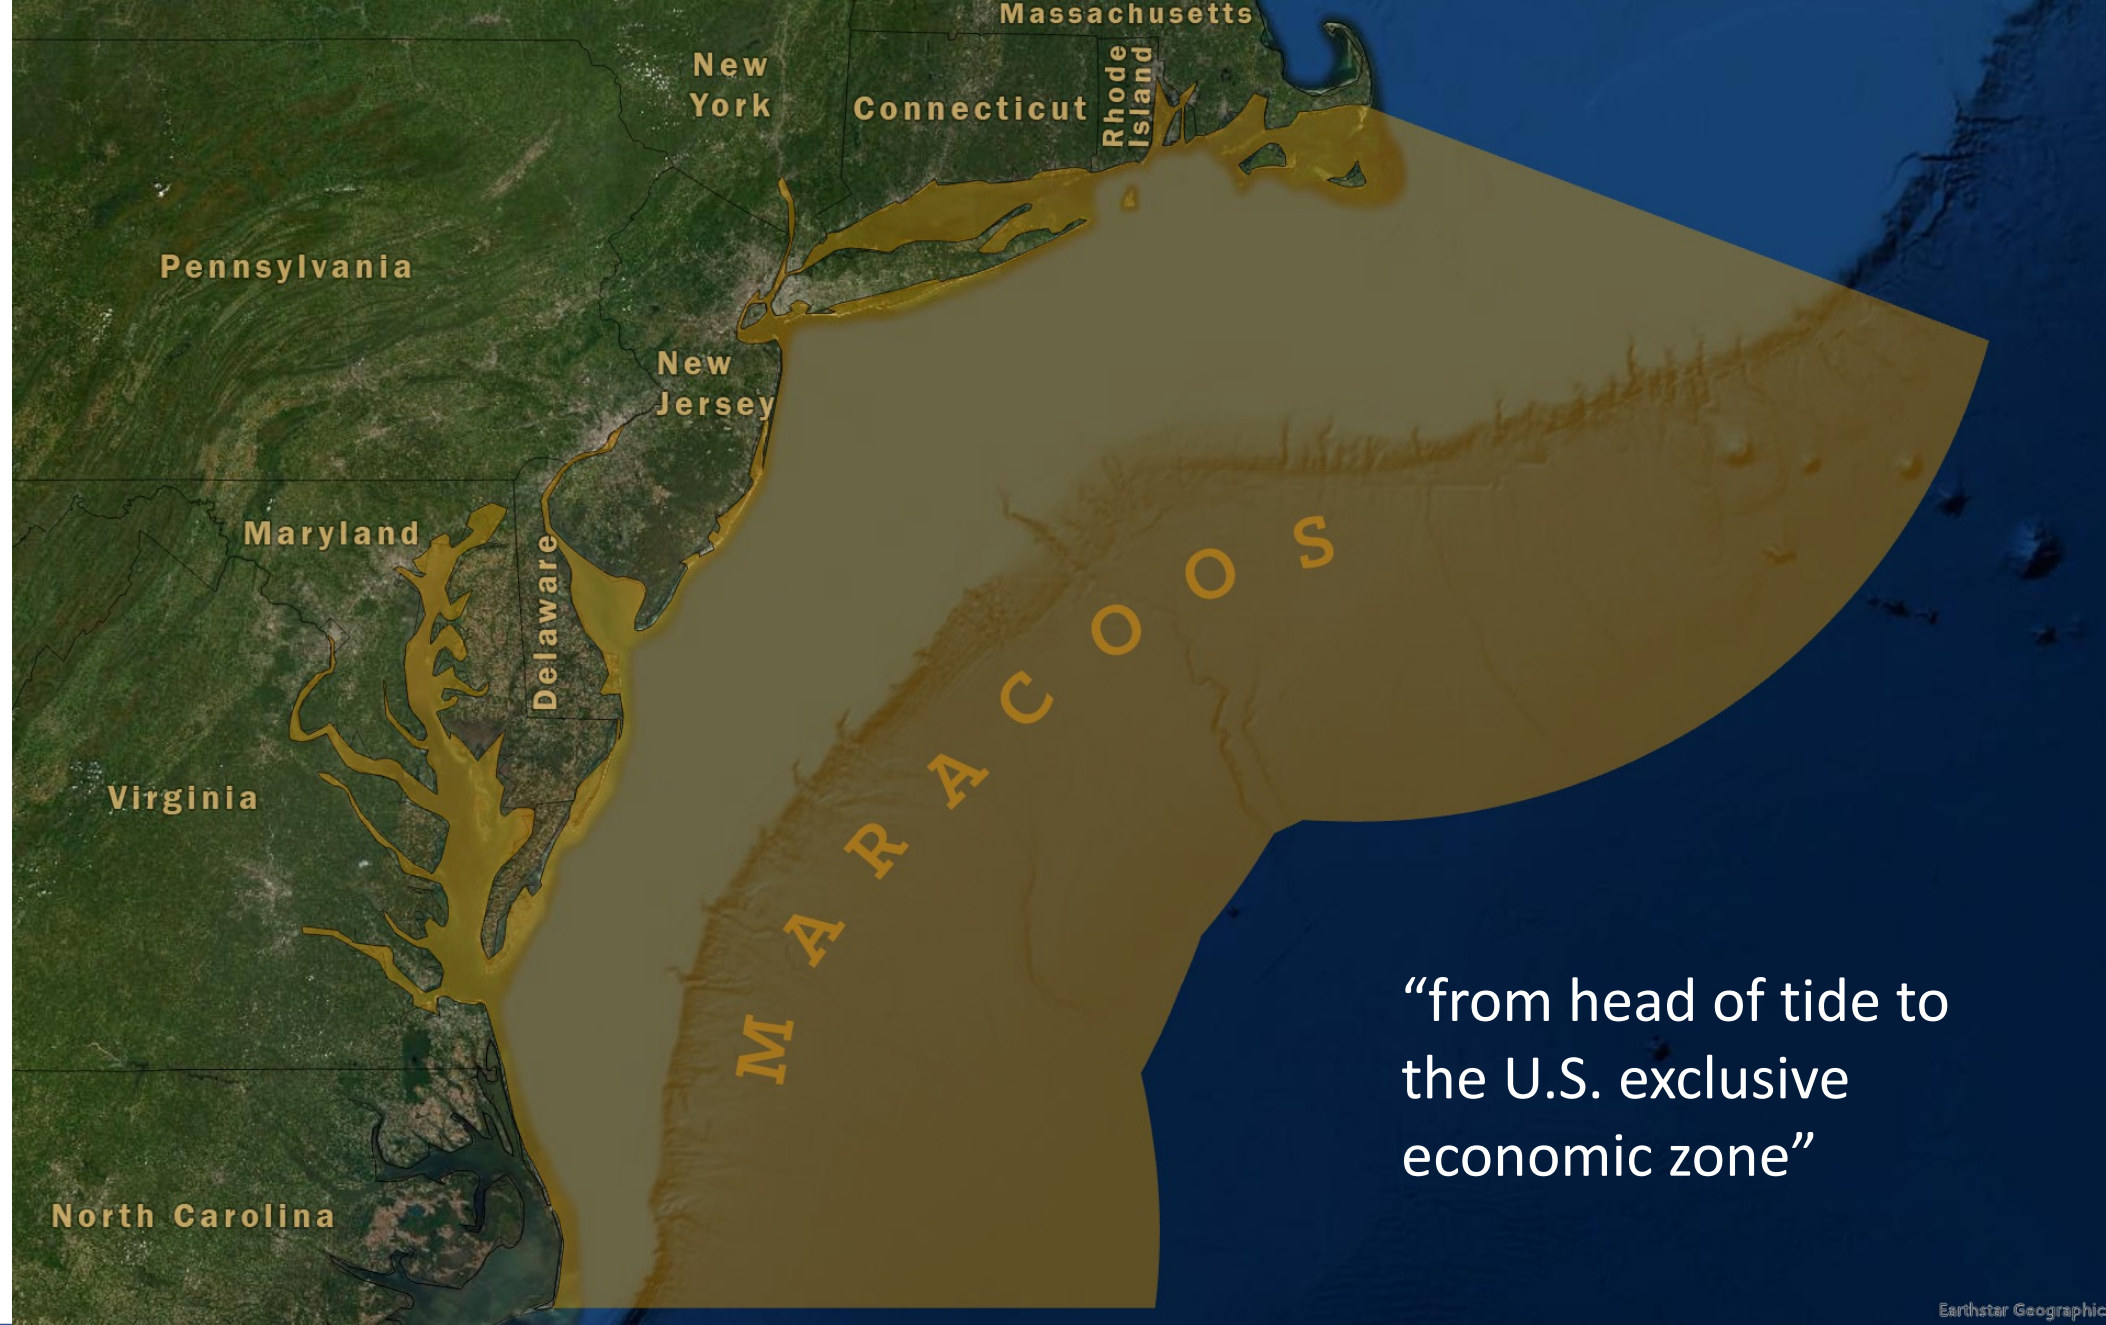 Massachusetts
New
York
Connecticut
Rhode
Island
Pennsylvania
New
Jersey
Maryland
Delaware
Virginia
North Carolina
MARACOOS
“from head of tide to
the U.S. exclusive
economic zone”
Earthstar Geographic